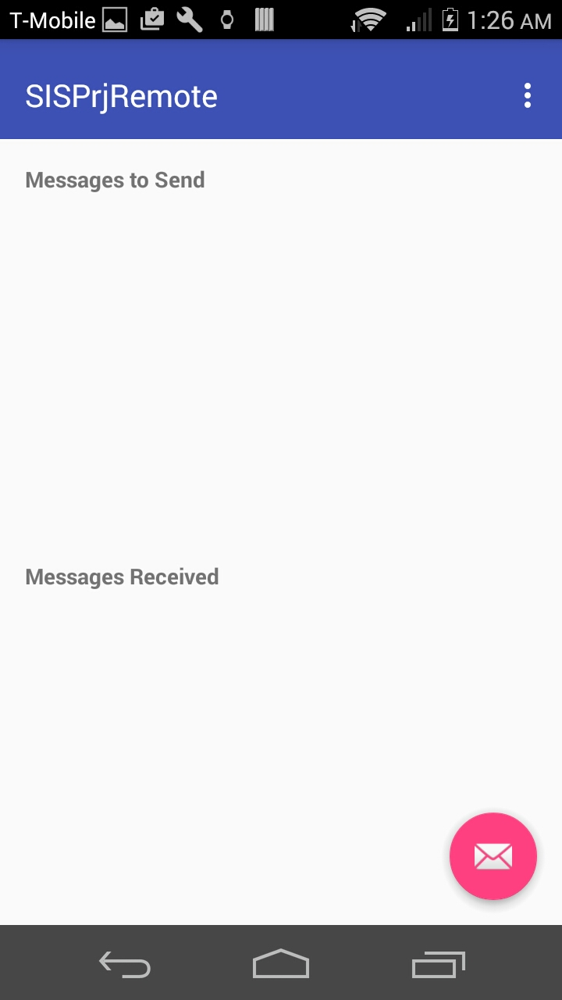 T-Mobile 1:26 AM
SISPrjRemote
Messages to Send
Messages Received